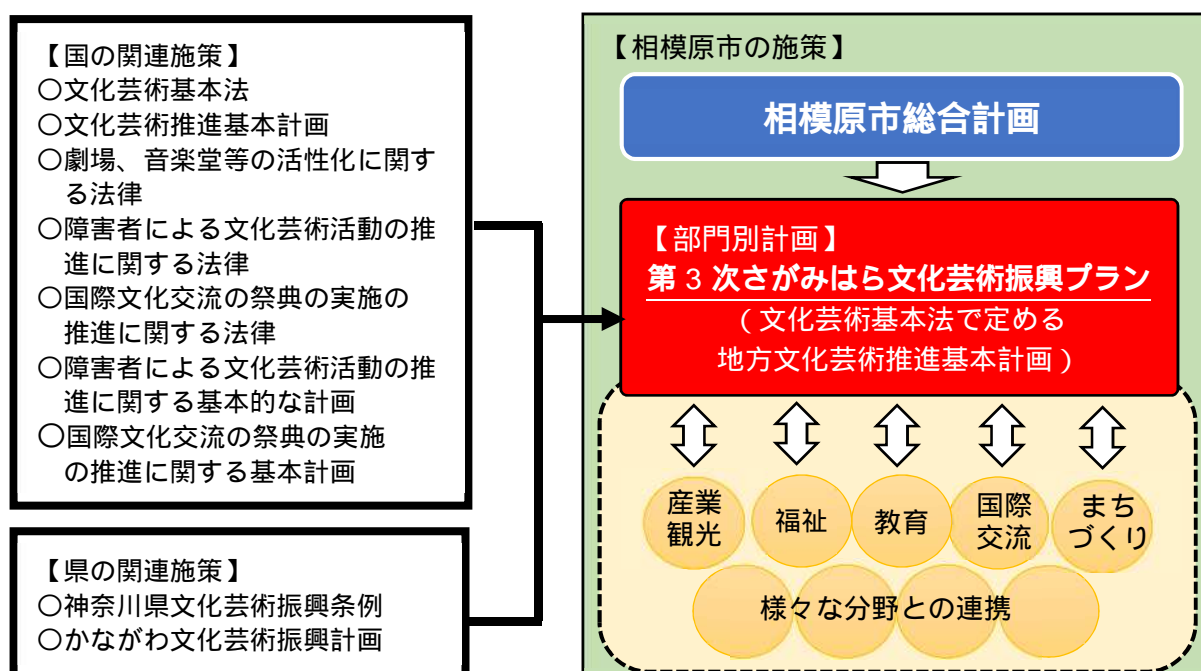 【国の関連施策】
〇文化芸術基本法
〇文化芸術推進基本計画
〇劇場、音楽堂等の活性化に関す
る法律
〇障害者による文化芸術活動の推
進に関する法律
〇国際文化交流の祭典の実施の
推進に関する法律
〇障害者による文化芸術活動の推
進に関する基本的な計画
〇国際文化交流の祭典の実施
の推進に関する基本計画
【県の関連施策】
〇神奈川県文化芸術振興条例
〇かながわ文化芸術振興計画
【相模原市の施策】
相模原市総合計画
【部門別計画】
第3次さがみはら文化芸術振興プラン
(文化芸術基本法で定める
地方文化芸術推進基本計画)
産業
観光
福祉
教育
国際
交流
まち
づくり
様々な分野との連携